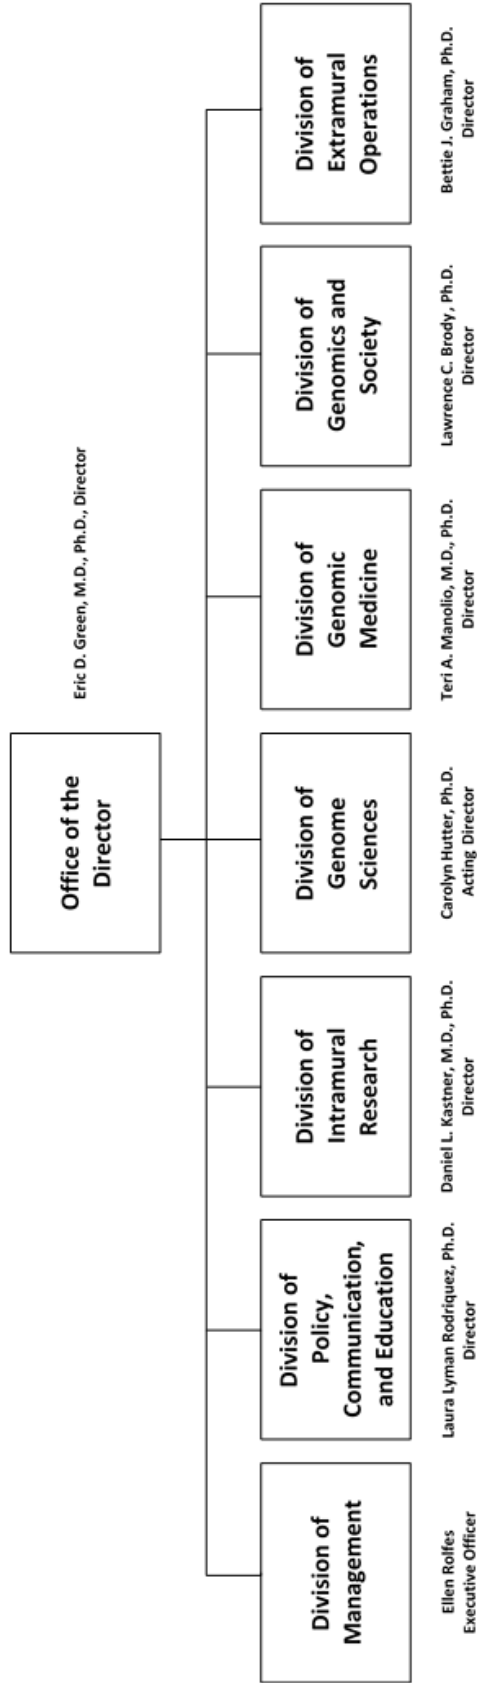 Office of the
Director
Eric D. Green, M.D., Ph.D., Director
Division of
Management
Ellen Rolfes
Executive Officer
Division of
Policy,
Communication,
and Education
Laura Lyman Rodriquez, Ph.D.
Director
Division of
Intramural
Research
Daniel L. Kastner, M.D., Ph.D.
Director
Division of
Genome
Sciences
Carolyn Hutter, Ph.D.
Acting Director
Division of
Genomic
Medicine
Teri A. Manolio, M.D., Ph.D.
Director
Division of
Genomics and
Society
Lawrence C. Brody, Ph.D.
Director
Division of
Extramural
Operations
Bettie J. Graham, Ph.D.
Director